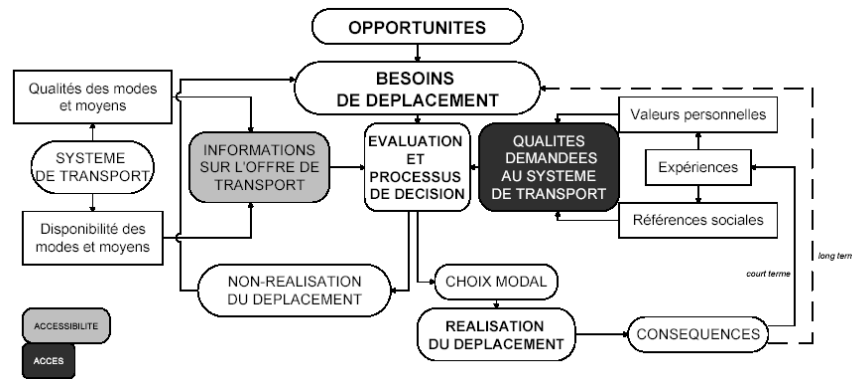 OPPORTUNITES
BESOINS
DE DEPLACEMENT
Qualités des modes
et moyens
SYSTEME
DE TRANSPORT
Disponibilité des
modes et moyens
INFORMATIONS
SUR L'OFFRE DE
TRANSPORT
EVALUATION
ET
PROCESSUS
DE DECISION
QUALITES
DEMANDEES
AU SYSTEME
DE TRANSPORT
Valeurs personnelles
Expériences
Références sociales
court terme
long term
NON-REALISATION
DU DEPLACEMENT
CHOIX MODAL
REALISATION
DU DEPLACEMENT
CONSEQUENCES
ACCESSIBILITE
ACCES